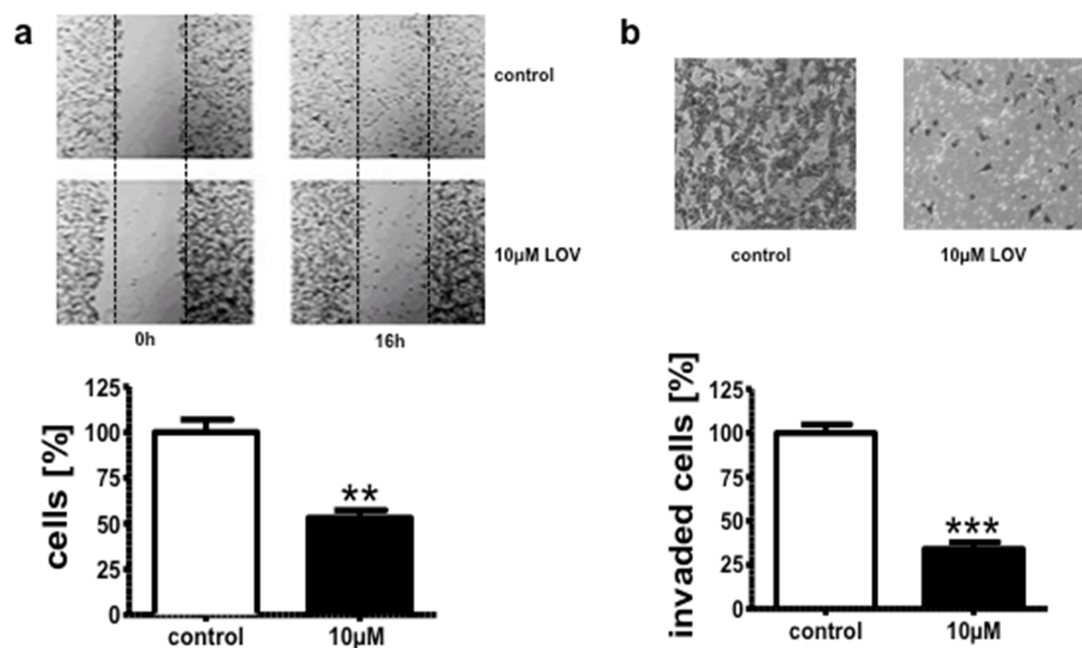 a
control
10µM LOV
0h
16h
cells [%]
125
100
75
50
25
0
**
control
10µM
b
control
10µM LOV
invaded cells [%]
125
100
75
50
25
0
***
control
10µM